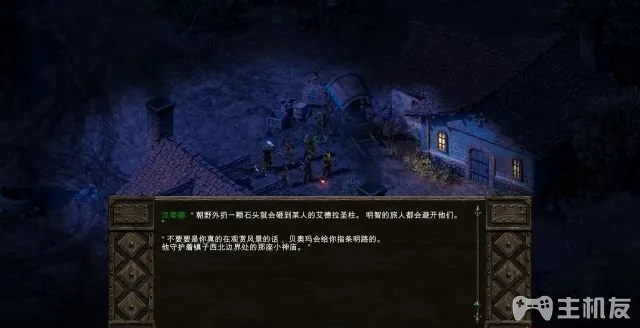 汉蒂娜 “ 朝野外扔一颗石头就会砸到某人的艾德拉圣柱。 明智的旅人都会避开他们。
”
“ 不要要是你真的在观赏风景的话 ，贝奥玛会给你指条明路的。
他守护着镇子西北边界处的那座小神庙。 ”
主机友